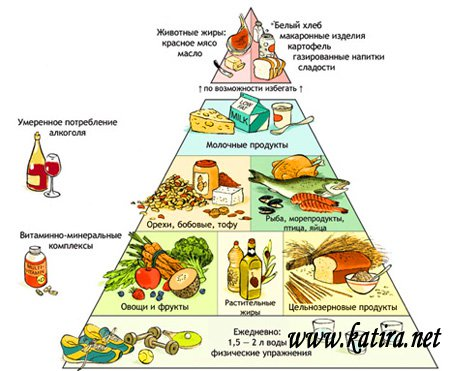 Животные жиры:
красное мясо
масло
Белый хлеб
макаронные изделия
картофель
газированные напитки
сладости
↑ по возможности избегать ↑
Умеренное потребление
алкоголя
LOW FAT
MILK
Молочные продукты
Орехи, бобовые, тофу
Рыба, морепродукты,
птица, яйца
Витаминно-минеральные
комплексы
MULTI
VITAMIN
Овощи и фрукты
Растительные
жиры
Цельнозерновые продукты
Ежедневно:
1,5 – 2 л воды
физические упражнения
www.katira.net